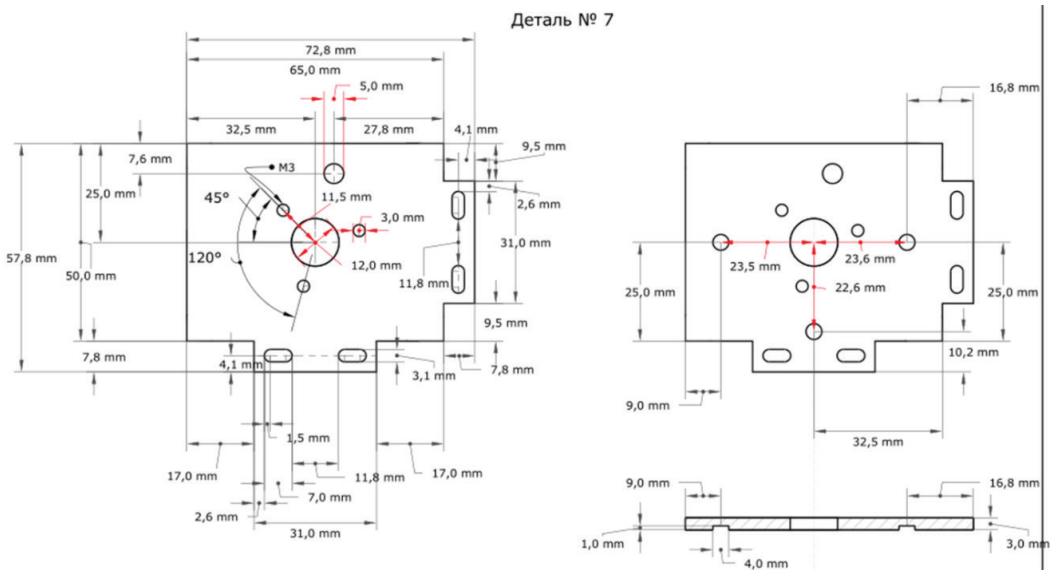 Деталь № 7
72,8 mm
65,0 mm
5,0 mm
32,5 mm
27,8 mm
4,1 mm
9,5 mm
7,6 mm
M3
2,6 mm
25,0 mm
45°
11,5 mm
3,0 mm
31,0 mm
57,8 mm
50,0 mm
120°
12,0 mm
11,8 mm
9,5 mm
7,8 mm
4,1 mm
3,1 mm
7,8 mm
1,5 mm
17,0 mm
11,8 mm
17,0 mm
7,0 mm
2,6 mm
31,0 mm
16,8 mm
23,5 mm
23,6 mm
25,0 mm
22,6 mm
25,0 mm
10,2 mm
9,0 mm
32,5 mm
9,0 mm
16,8 mm
1,0 mm
3,0 mm
4,0 mm